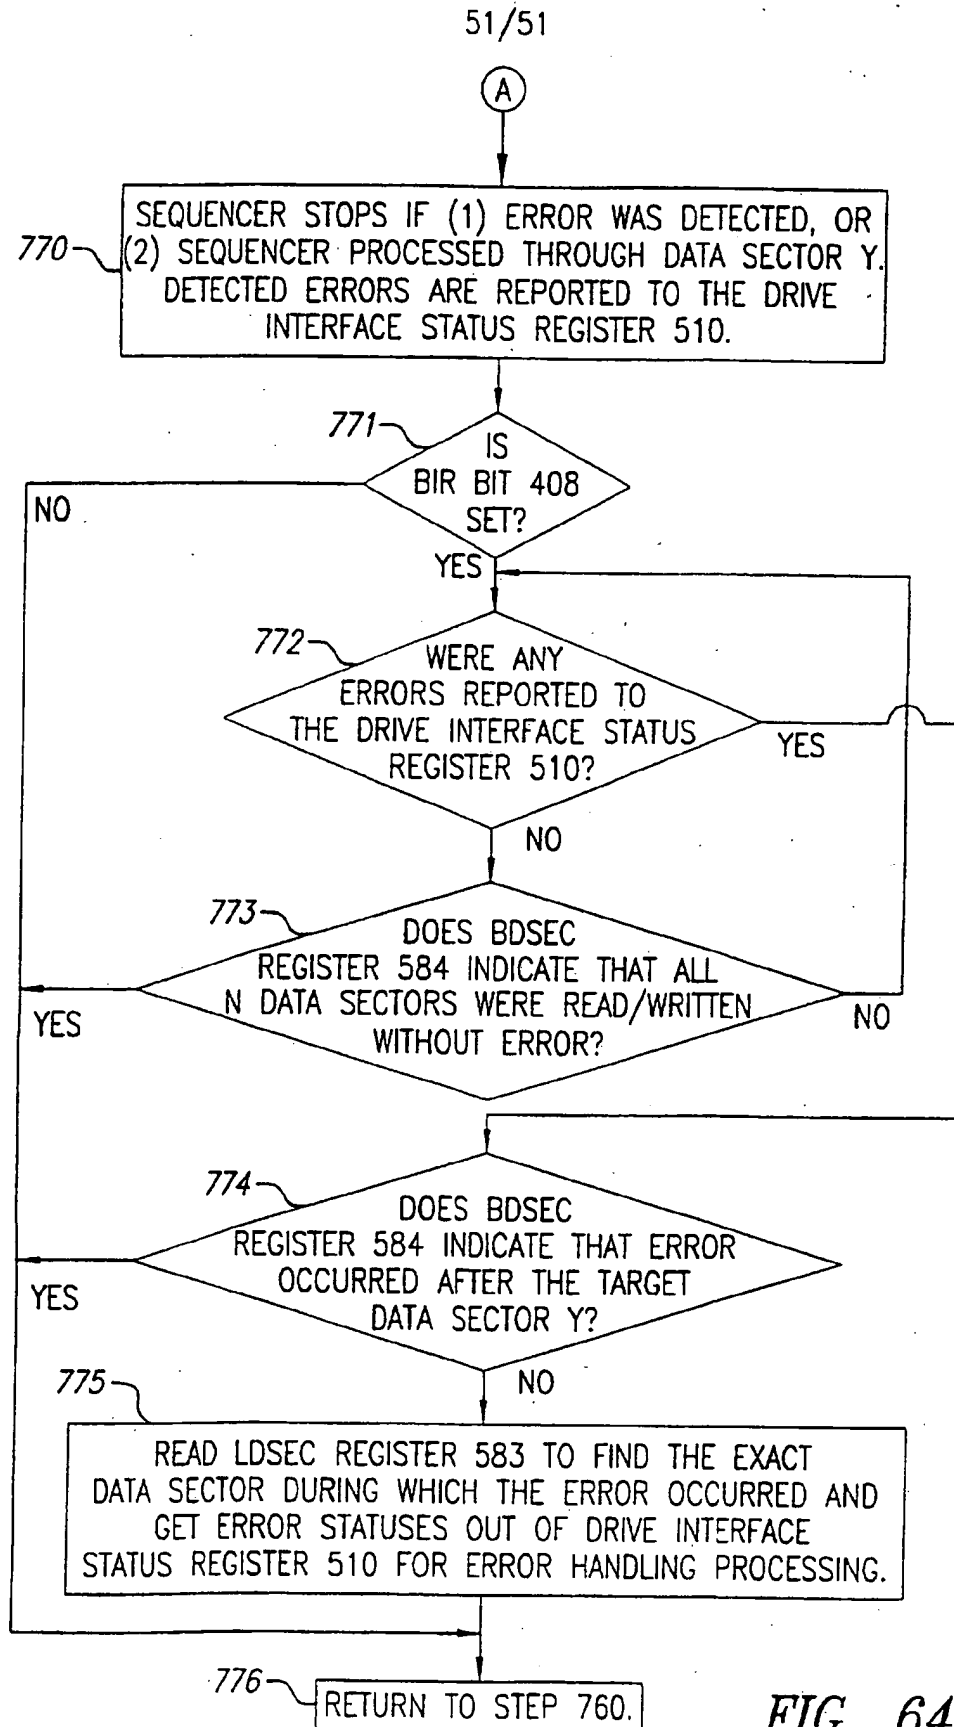 51/51
A
770
SEQUENCER STOPS IF (1) ERROR WAS DETECTED, OR
(2) SEQUENCER PROCESSED THROUGH DATA SECTOR Y.
DETECTED ERRORS ARE REPORTED TO THE DRIVE
INTERFACE STATUS REGISTER 510.
771
IS
BIR BIT 408
SET?
NO
YES
772
WERE ANY
ERRORS REPORTED TO
THE DRIVE INTERFACE STATUS
REGISTER 510?
YES
NO
773
DOES BDSEC
REGISTER 584 INDICATE THAT ALL
N DATA SECTORS WERE READ/WRITTEN
WITHOUT ERROR?
YES
NO
774
DOES BDSEC
REGISTER 584 INDICATE THAT ERROR
OCCURRED AFTER THE TARGET
DATA SECTOR Y?
YES
NO
775
READ LDSEC REGISTER 583 TO FIND THE EXACT
DATA SECTOR DURING WHICH THE ERROR OCCURRED AND
GET ERROR STATUSES OUT OF DRIVE INTERFACE
STATUS REGISTER 510 FOR ERROR HANDLING PROCESSING.
776
RETURN TO STEP 760.
FIG. 64